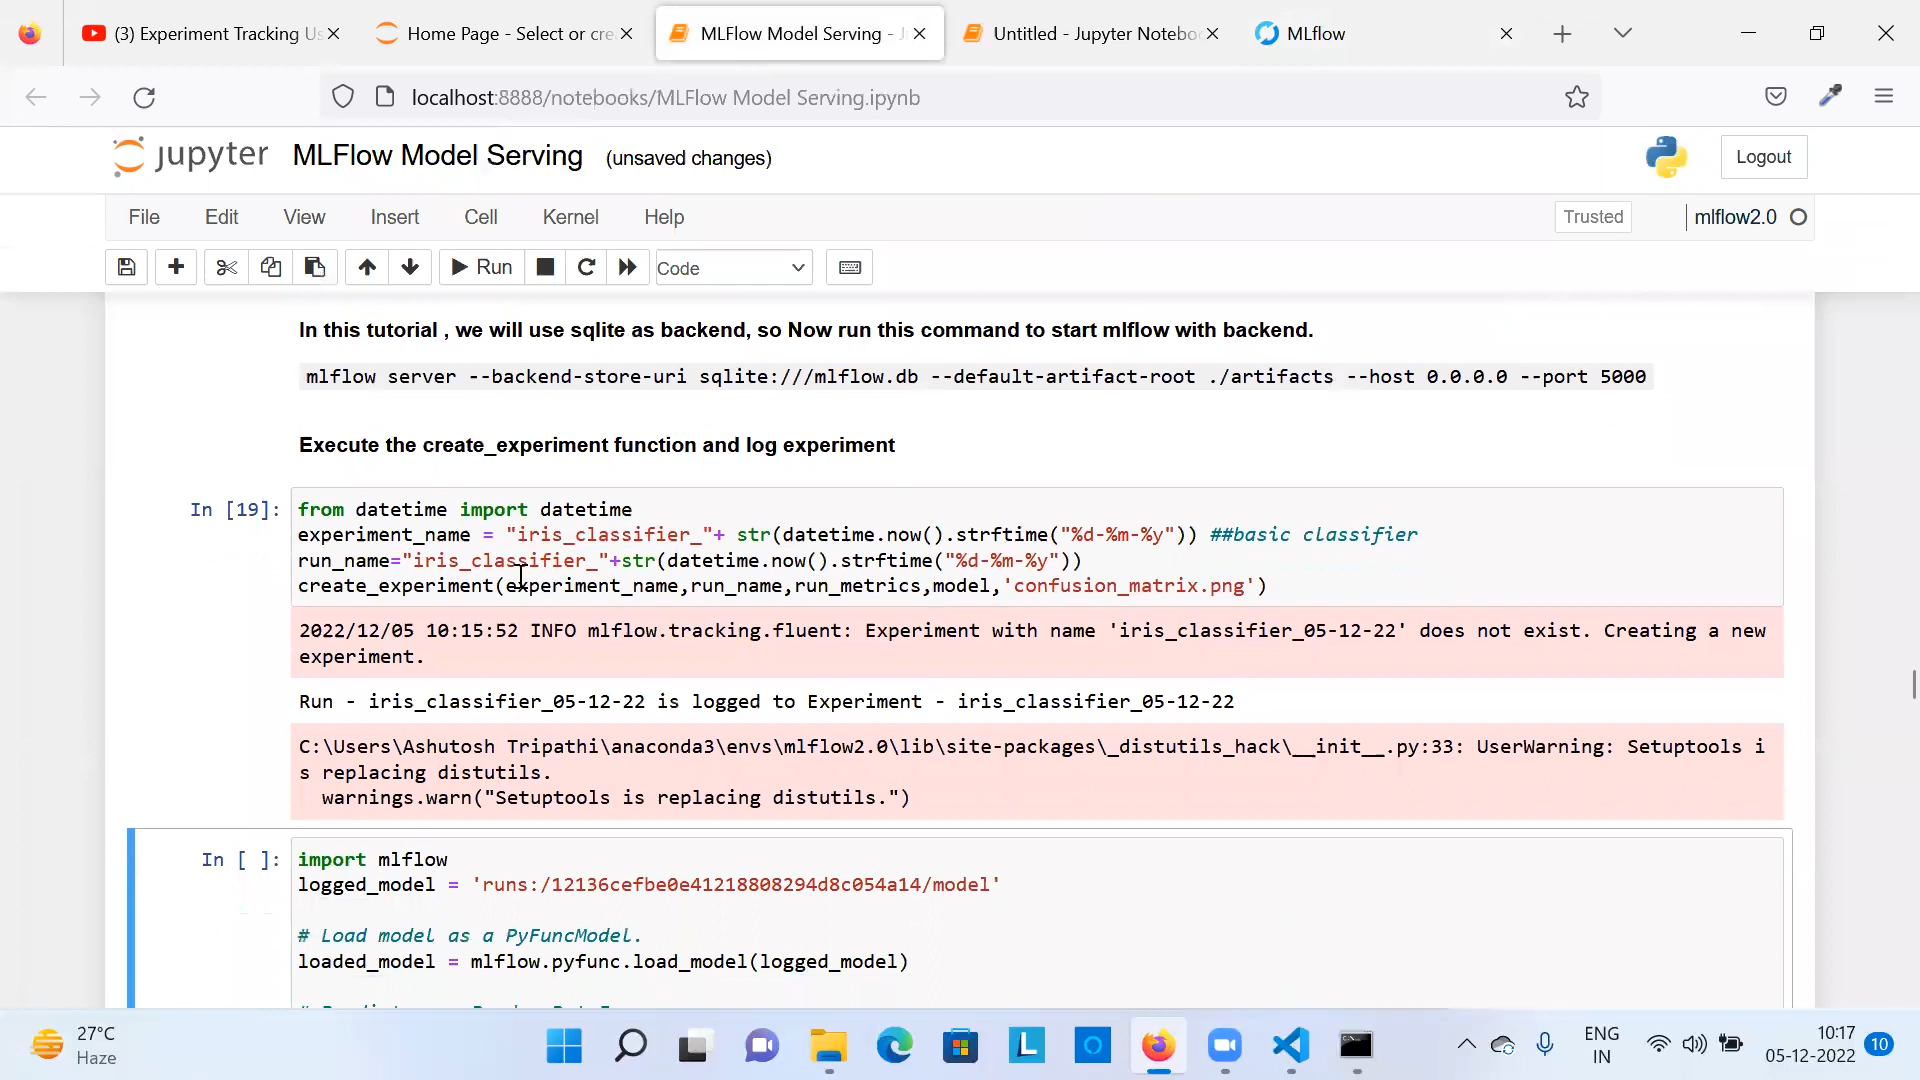 (3) Experiment Tracking Us
Home Page - Select or cre
MLFlow Model Serving - J
Untitled - Jupyter Notebo
MLflow
localhost:8888/notebooks/MLFlow Model Serving.ipynb
jupyter MLFlow Model Serving (unsaved changes)
Logout
File Edit View Insert Cell Kernel Help
Trusted
mlflow2.0
Run
Code
In this tutorial , we will use sqlite as backend, so Now run this command to start mlflow with backend.
mlflow server --backend-store-uri sqlite:///mlflow.db --default-artifact-root ./artifacts --host 0.0.0.0 --port 5000
Execute the create_experiment function and log experiment
In [19]:
from datetime import datetime
experiment_name = "iris_classifier_"+ str(datetime.now().strftime("%d-%m-%y")) ##basic classifier
run_name="iris_classifier_"+str(datetime.now().strftime("%d-%m-%y"))
create_experiment(experiment_name,run_name,run_metrics,model,'confusion_matrix.png')
2022/12/05 10:15:52 INFO mlflow.tracking.fluent: Experiment with name 'iris_classifier_05-12-22' does not exist. Creating a new
experiment.
Run - iris_classifier_05-12-22 is logged to Experiment - iris_classifier_05-12-22
C:\Users\Ashutosh Tripathi\anaconda3\envs\mlflow2.0\lib\site-packages\_distutils_hack\__init__.py:33: UserWarning: Setuptools i
s replacing distutils.
warnings.warn("Setuptools is replacing distutils.")
In [ ]:
import mlflow
logged_model = 'runs:/12136cefbe0e41218808294d8c054a14/model'
# Load model as a PyFuncModel.
loaded_model = mlflow.pyfunc.load_model(logged_model)
27°C
Haze
L
ENG
IN
10:17
05-12-2022
10